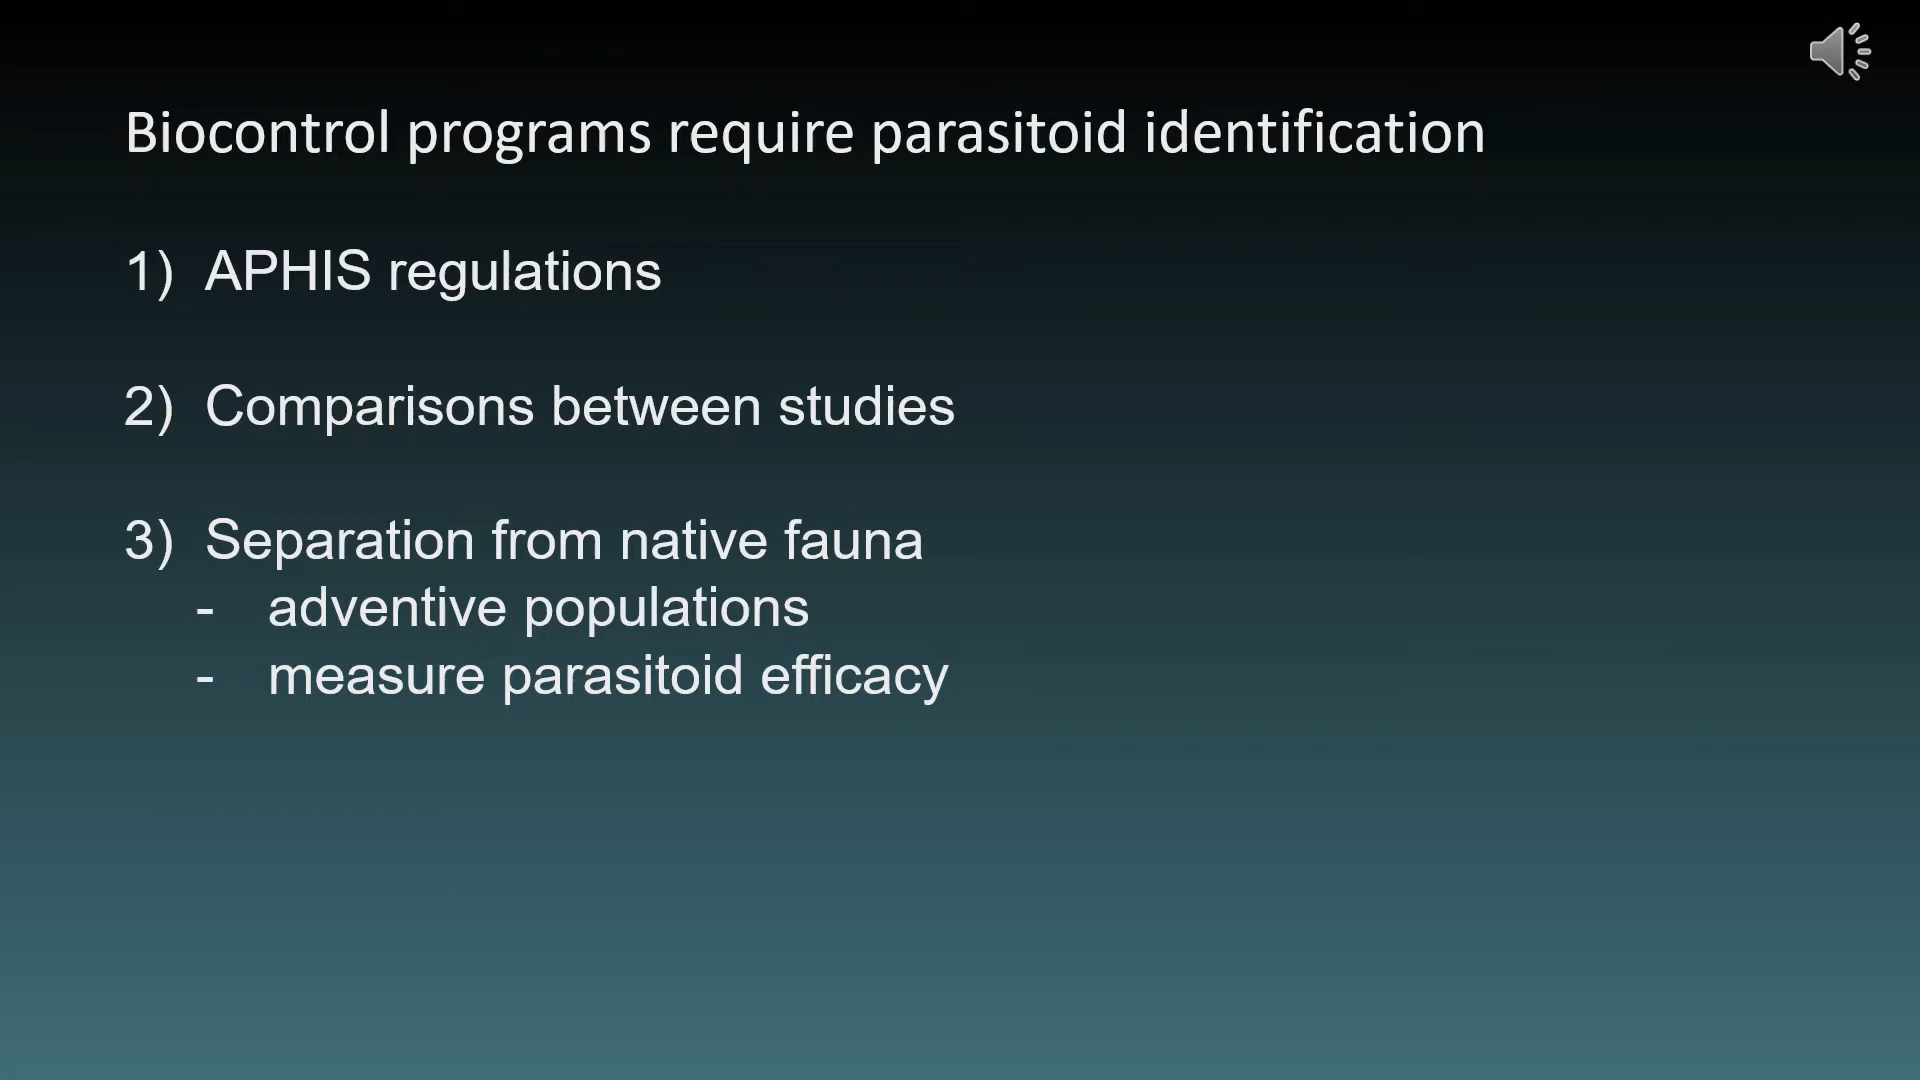 Biocontrol programs require parasitoid identification
1) APHIS regulations
2) Comparisons between studies
3) Separation from native fauna
- adventive populations
- measure parasitoid efficacy